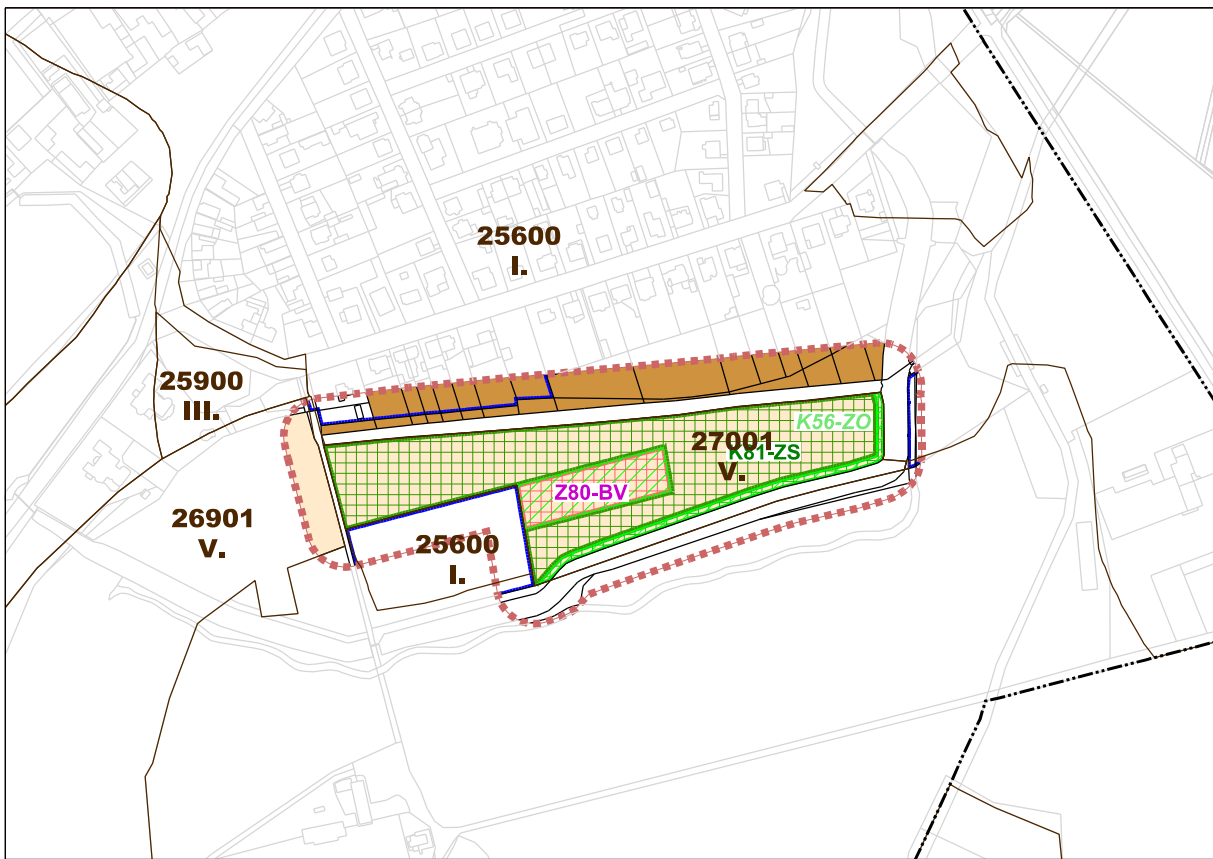 25600
I.
25900
III.
K56-ZO
27001
V.
K81-ZS
Z80-BV
26901
V.
25600
I.